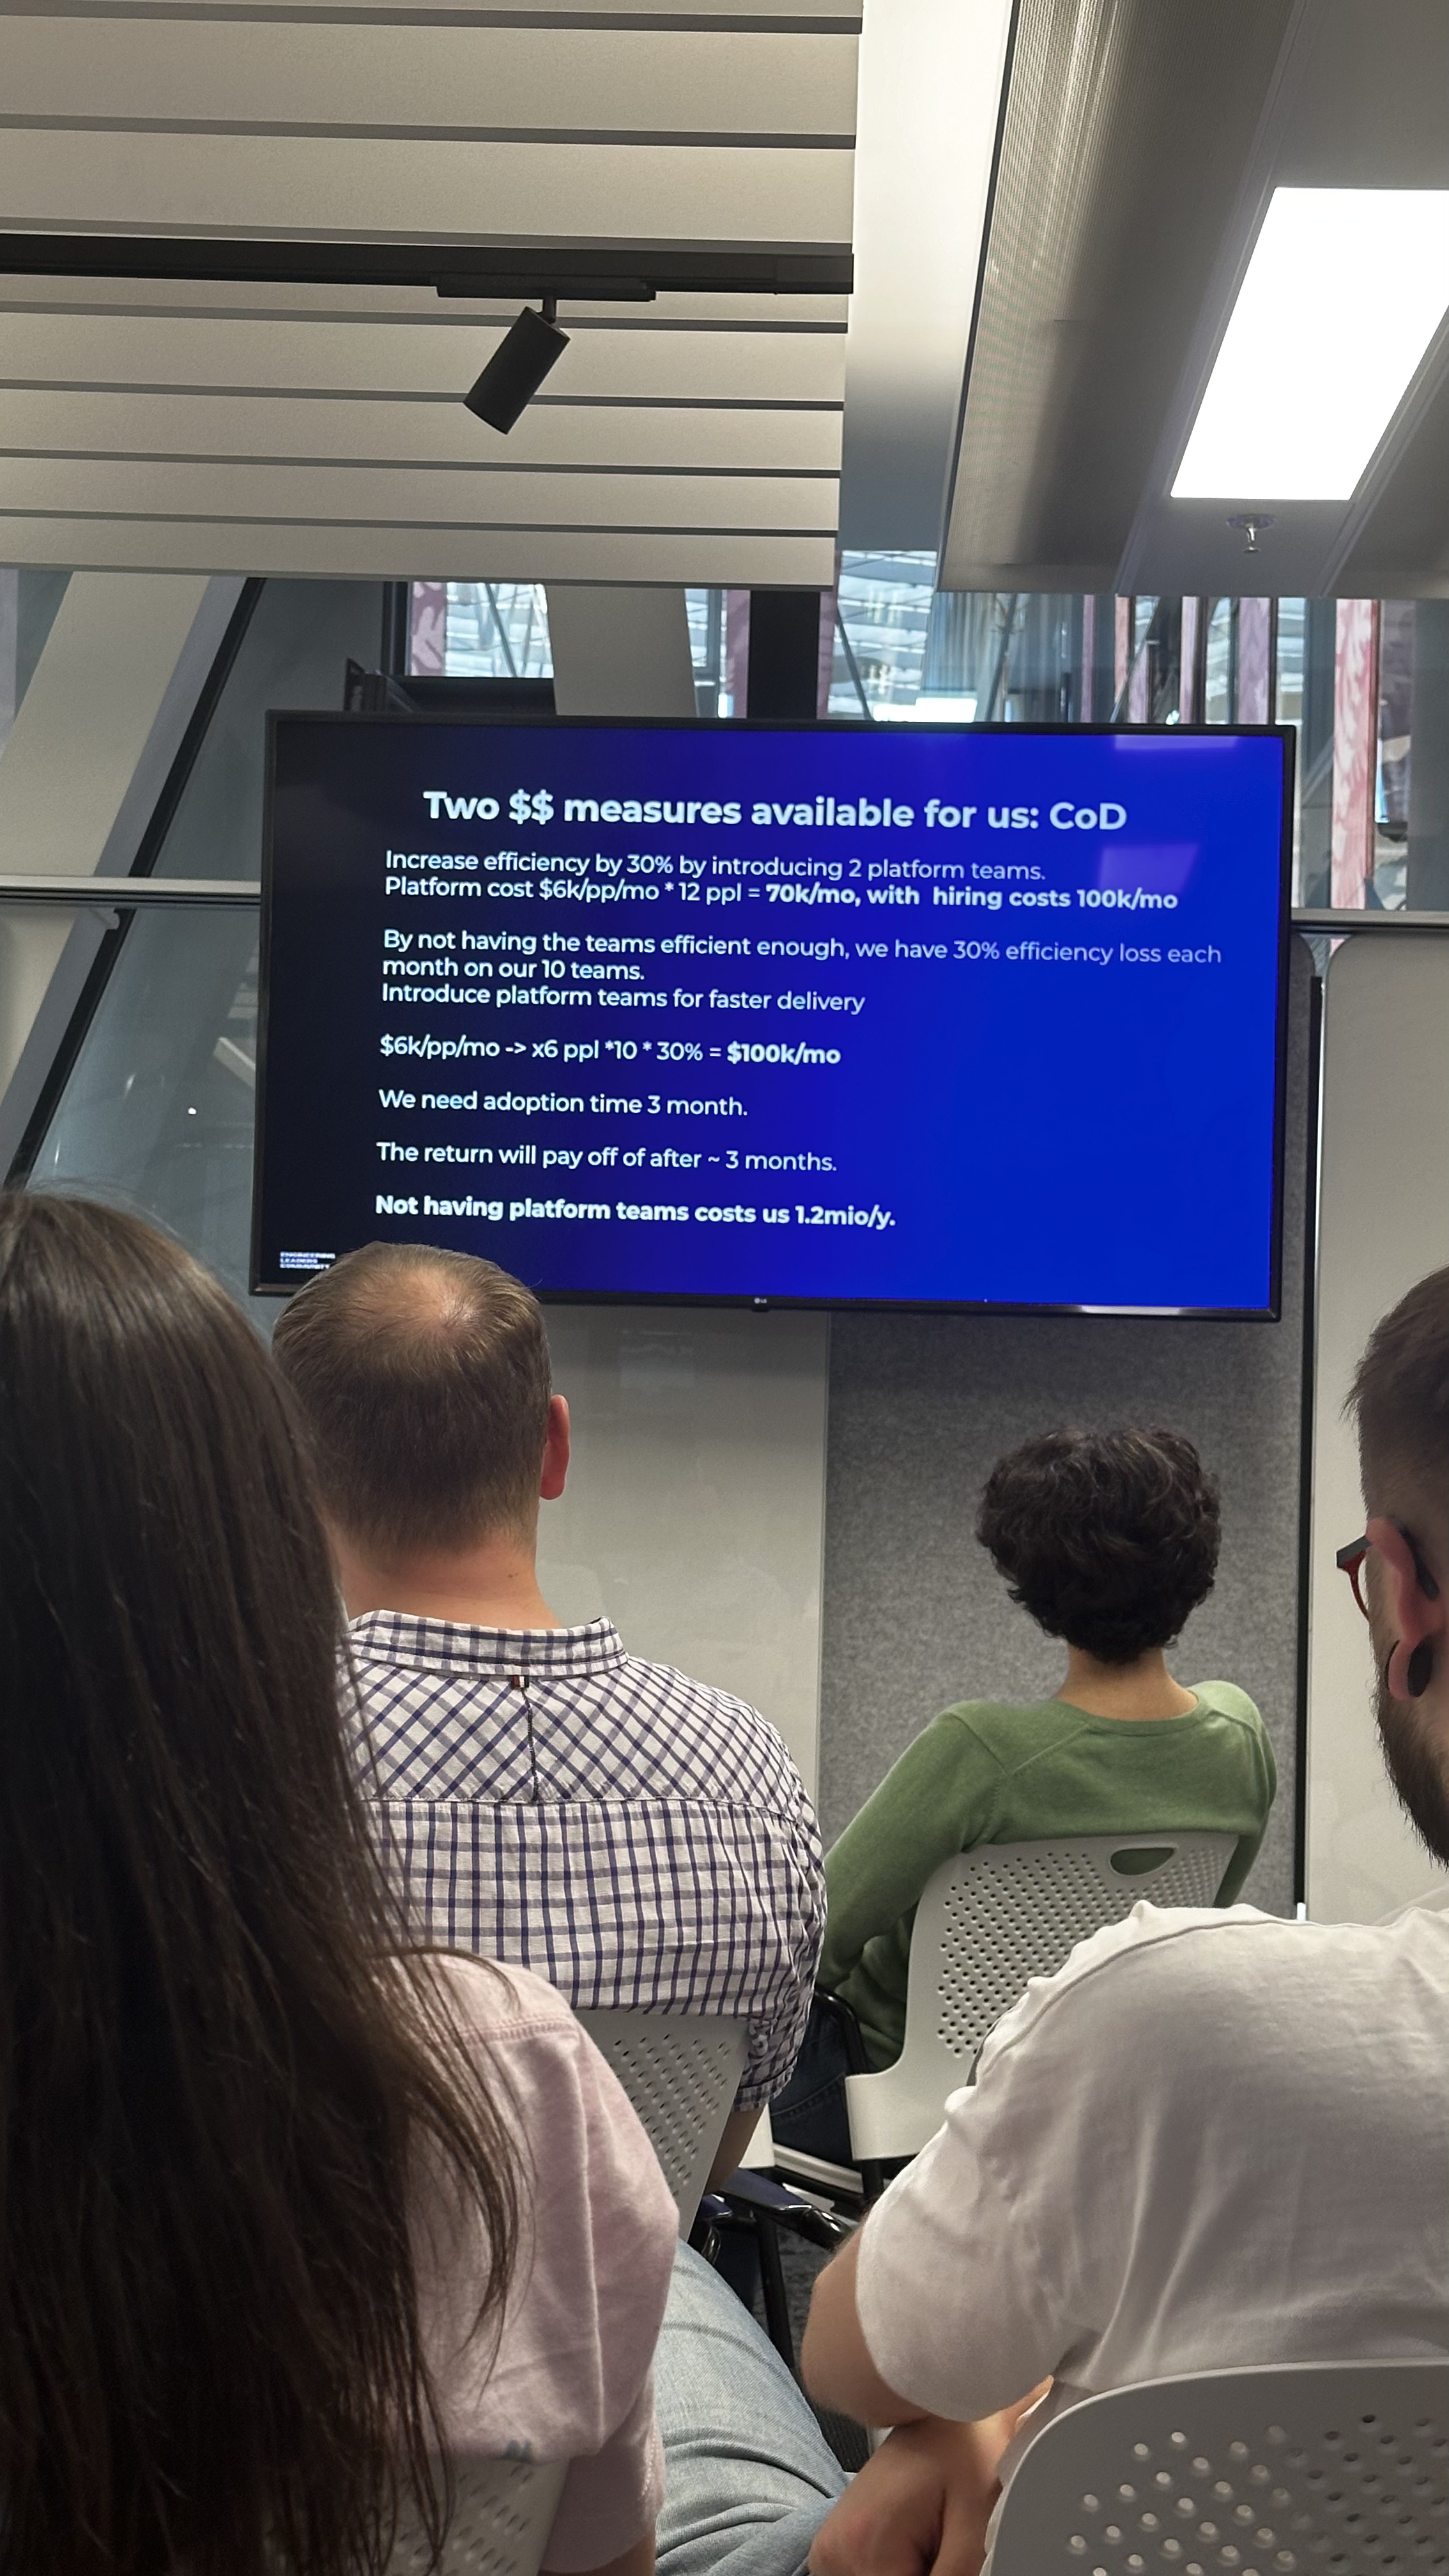 Two $$ measures available for us: CoD
Increase efficiency by 30% by introducing 2 platform teams.
Platform cost $6k/pp/mo * 12 ppl = 70k/mo, with hiring costs 100k/mo
By not having the teams efficient enough, we have 30% efficiency loss each
month on our 10 teams.
Introduce platform teams for faster delivery
$6k/pp/mo -> x6 ppl *10 * 30% = $100k/mo
We need adoption time 3 month.
The return will pay off of after ~ 3 months.
Not having platform teams costs us 1.2mio/y.
ENGINEERING
LEADERS
COMMUNITY
LG